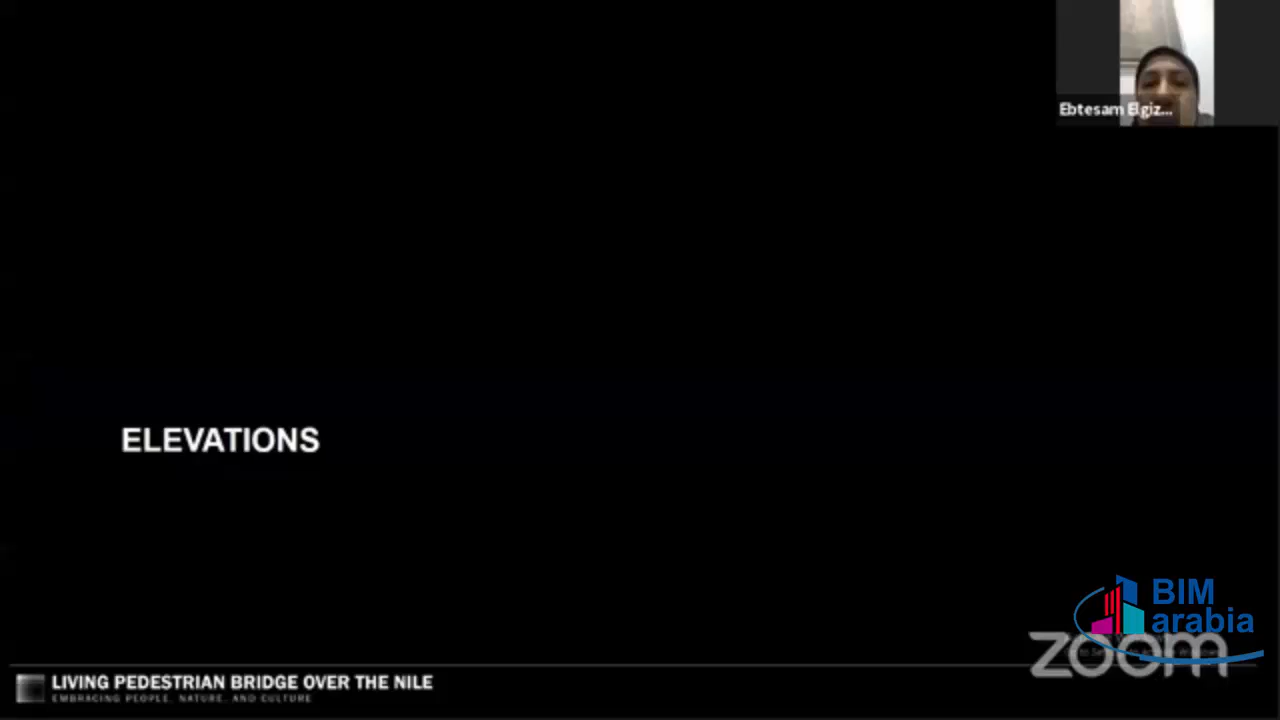 Ebtesam Elgiz...
ELEVATIONS
BIM
arabia
zoom
LIVING PEDESTRIAN BRIDGE OVER THE NILE
EMBRACING PEOPLE, NATURE, AND CULTURE